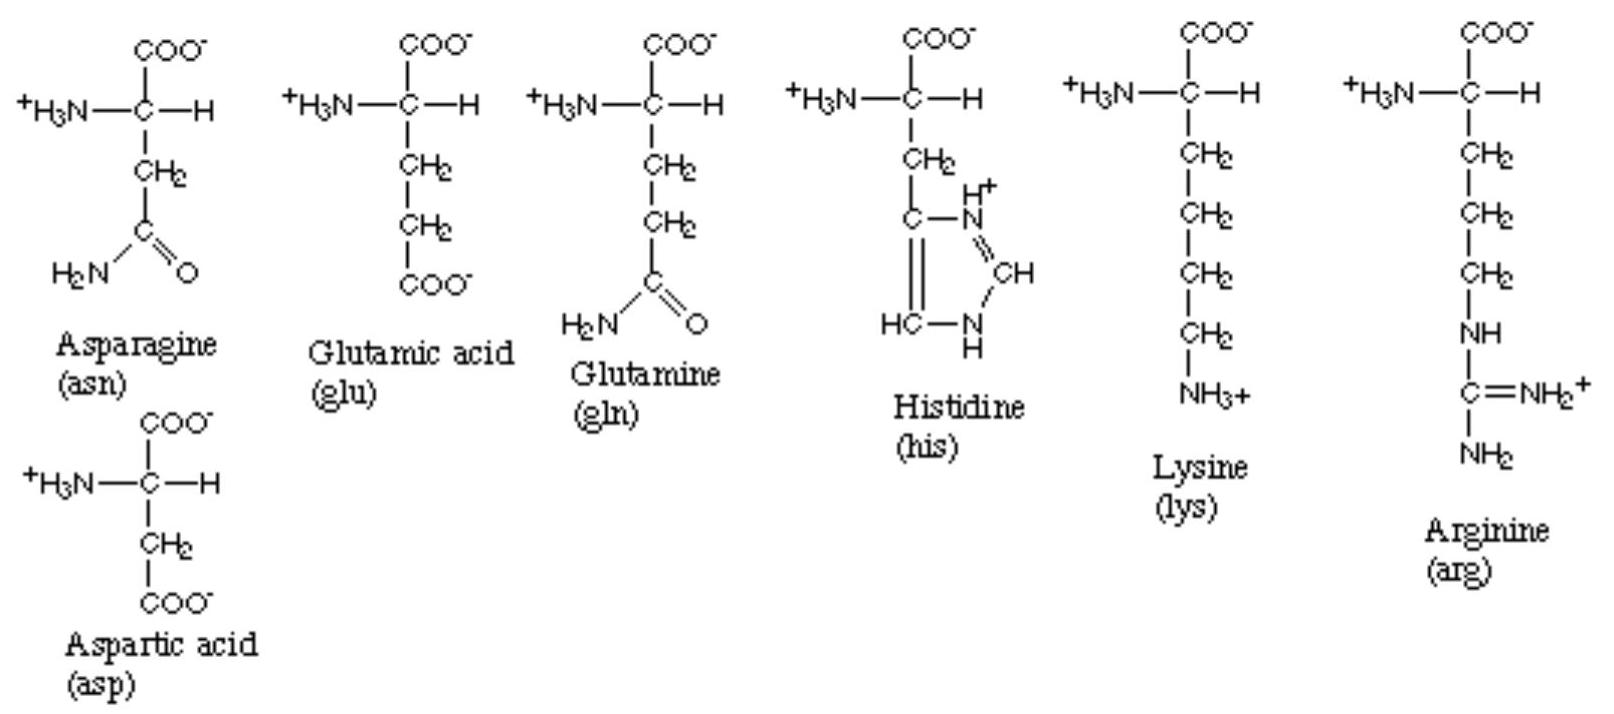 COO⁻
⁺H₃N—C—H
CH₂
C
H₂N O
Asparagine
(asn)
COO⁻
⁺H₃N—C—H
CH₂
COO⁻
Aspartic acid
(asp)
COO⁻
⁺H₃N—C—H
CH₂
CH₂
COO⁻
Glutamic acid
(glu)
COO⁻
⁺H₃N—C—H
CH₂
CH₂
C
H₂N O
Glutamine
(gln)
COO⁻
⁺H₃N—C—H
CH₂
H+
C—N
CH
HC—N
H
Histidine
(his)
COO⁻
⁺H₃N—C—H
CH₂
CH₂
CH₂
CH₂
NH₃+
Lysine
(lys)
COO⁻
⁺H₃N—C—H
CH₂
CH₂
CH₂
NH
C=NH₂⁺
NH₂
Arginine
(arg)